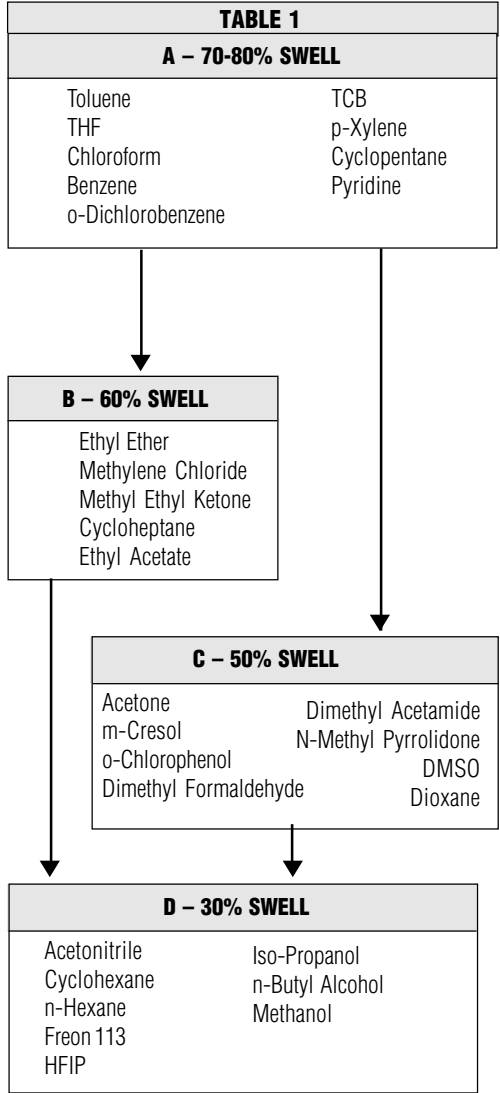 TABLE 1
A – 70-80% SWELL
Toluene
THF
Chloroform
Benzene
o-Dichlorobenzene
TCB
p-Xylene
Cyclopentane
Pyridine
B – 60% SWELL
Ethyl Ether
Methylene Chloride
Methyl Ethyl Ketone
Cycloheptane
Ethyl Acetate
C – 50% SWELL
Acetone
m-Cresol
o-Chlorophenol
Dimethyl Formaldehyde
Dimethyl Acetamide
N-Methyl Pyrrolidone
DMSO
Dioxane
D – 30% SWELL
Acetonitrile
Cyclohexane
n-Hexane
Freon 113
HFIP
Iso-Propanol
n-Butyl Alcohol
Methanol